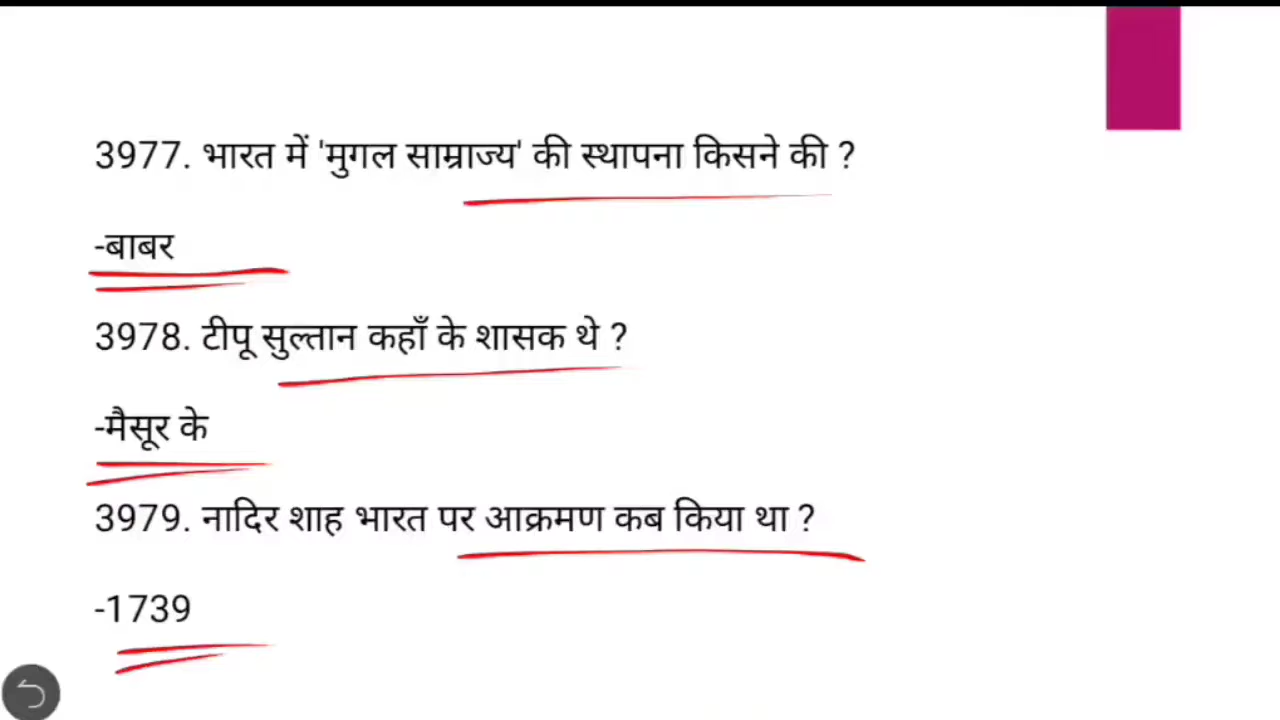 3977. भारत में 'मुगल साम्राज्य' की स्थापना किसने की ?
-बाबर
3978. टीपू सुल्तान कहाँ के शासक थे ?
-मैसूर के
3979. नादिर शाह भारत पर आक्रमण कब किया था ?
-1739